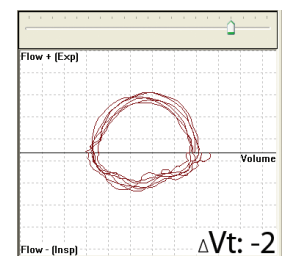 Flow + (Exp)
Volume
ΔVt: -2
Flow - (Insp)